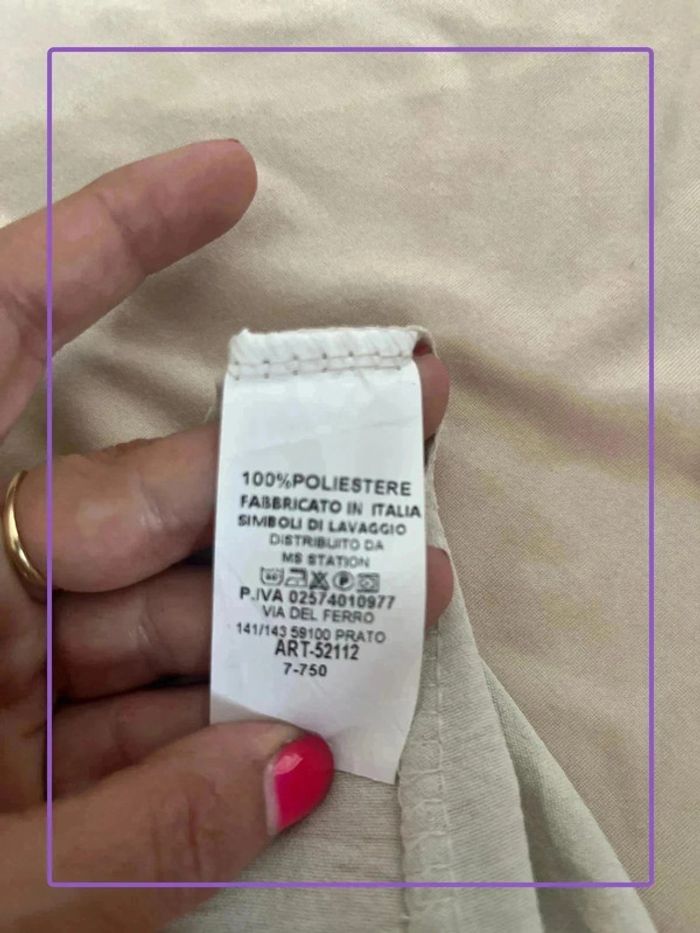 100%POLIESTERE
FABBRICATO IN ITALIA
SIMBOLI DI LAVAGGIO
DISTRIBUITO DA
MS STATION
P.IVA 02574010977
VIA DEL FERRO
141/143 59100 PRATO
ART-52112
7-750